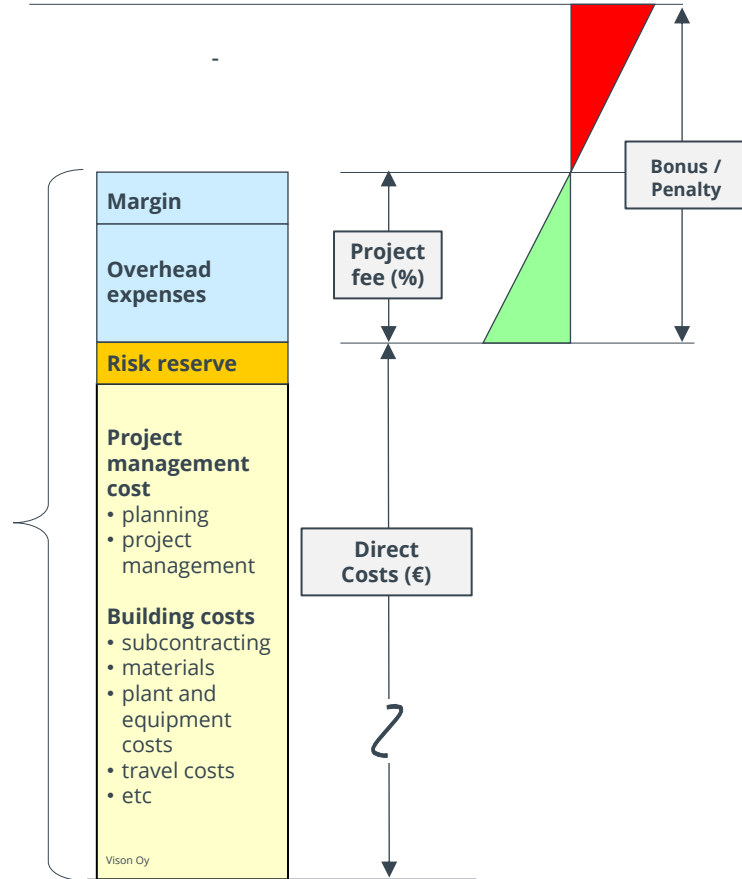 -
Margin
Overhead
expenses
Risk reserve
Project
management
cost
• planning
• project
management
Building costs
• subcontracting
• materials
• plant and
equipment
costs
• travel costs
• etc
Vison Oy
Project
fee (%)
Direct
Costs (€)
Bonus /
Penalty